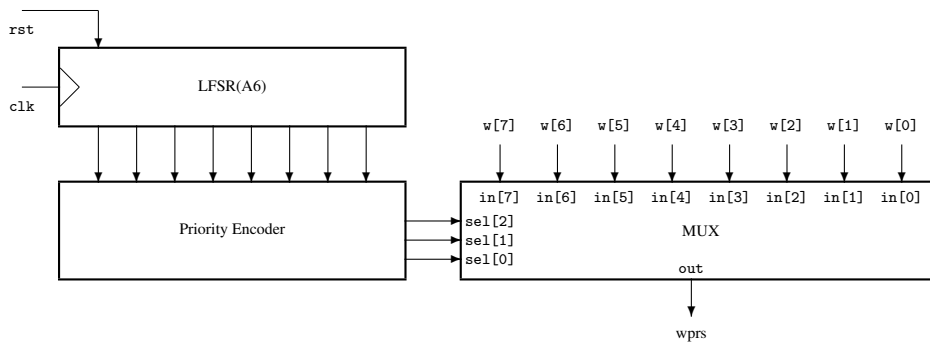 rst
LFSR(A6)
clk
w[7] w[6] w[5] w[4] w[3] w[2] w[1] w[0]
in[7] in[6] in[5] in[4] in[3] in[2] in[1] in[0]
Priority Encoder
sel[2]
sel[1]
sel[0]
MUX
out
wprs